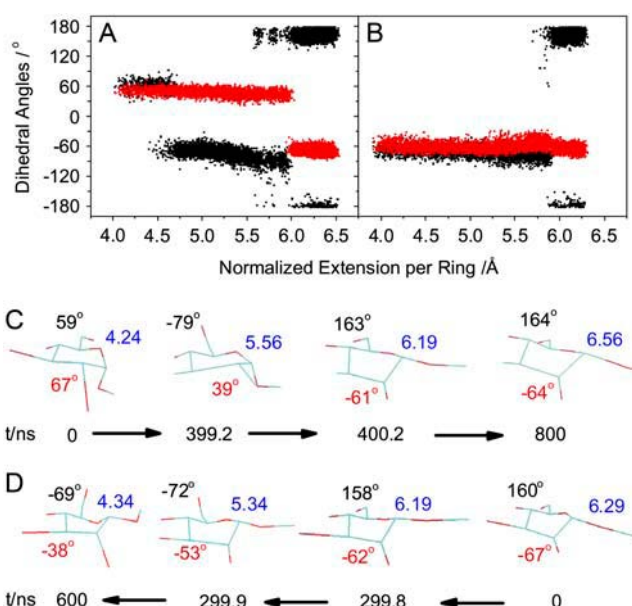 A B
180
120
60
0
-60
-120
-180
Dihedral Angles /°
4.0 4.5 5.0 5.5 6.0 6.5 4.0 4.5 5.0 5.5 6.0 6.5
Normalized Extension per Ring /Å
C 59° 4.24 -79° 5.56 163° 6.19 164° 6.56
67° 39° -61° -64°
t/ns 0 399.2 400.2 800
D -69° 4.34 -72° 5.34 158° 6.19 160° 6.29
-38° -53° -62° -67°
600 299.9 299.8 0